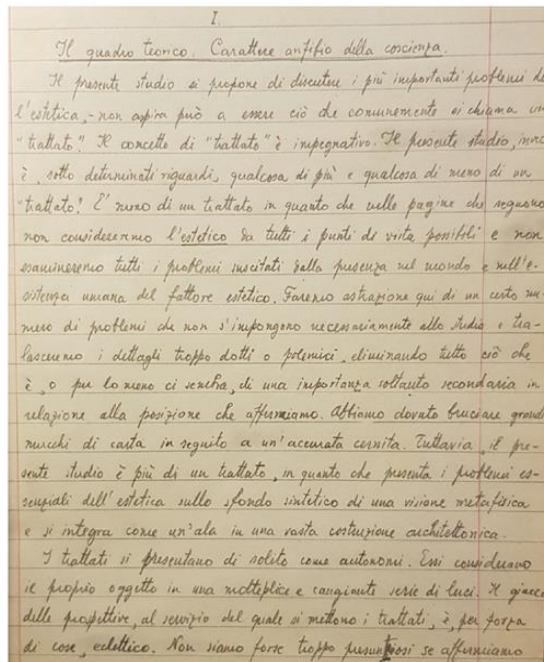 I.
Il quadro teorico. Carattere anfibio della coscienza.
Il presente studio si propone di discutere i più importanti problemi de
l'estetica, - non aspira però a essere ciò che comunemente si chiama un
"trattato". Il concetto di "trattato" è impegnativo. Il presente studio, inve
è, sotto determinati riguardi, qualcosa di più e qualcosa di meno di un
"trattato". E' meno di un trattato in quanto che nelle pagine che seguono
non considereremo l'estetico da tutti i punti di vista possibili e non
esamineremo tutti i problemi suscitati dalla presenza nel mondo e nell'e-
sistenza umana del fattore estetico. Faremo astrazione qui di un certo nu-
mero di problemi che non s'impongono necessariamente allo studio e tra-
lasceremo i dettagli troppo dotti o polemici, eliminando tutto ciò che
è, o per lo meno ci sembra, di una importanza soltanto secondaria in
relazione alla posizione che affermiamo. Abbiamo dovuto bruciare grandi
mucchi di carta in seguito a un'accurata cernita. Tuttavia, il pre-
sente studio è più di un trattato, in quanto che presenta i problemi es-
senziali dell'estetica sullo sfondo sintetico di una visione metafisica
e si integra come un'ala in una vasta costruzione architettonica.
I trattati si presentano di solito come autonomi. Essi considerano
il proprio oggetto in una molteplice e cangiante serie di luci. Il giuoco
delle prospettive, al servizio del quale si mettono i trattati, è, per forza
di cose, eclettico. Non siamo forse troppo presuntuosi se affermiamo